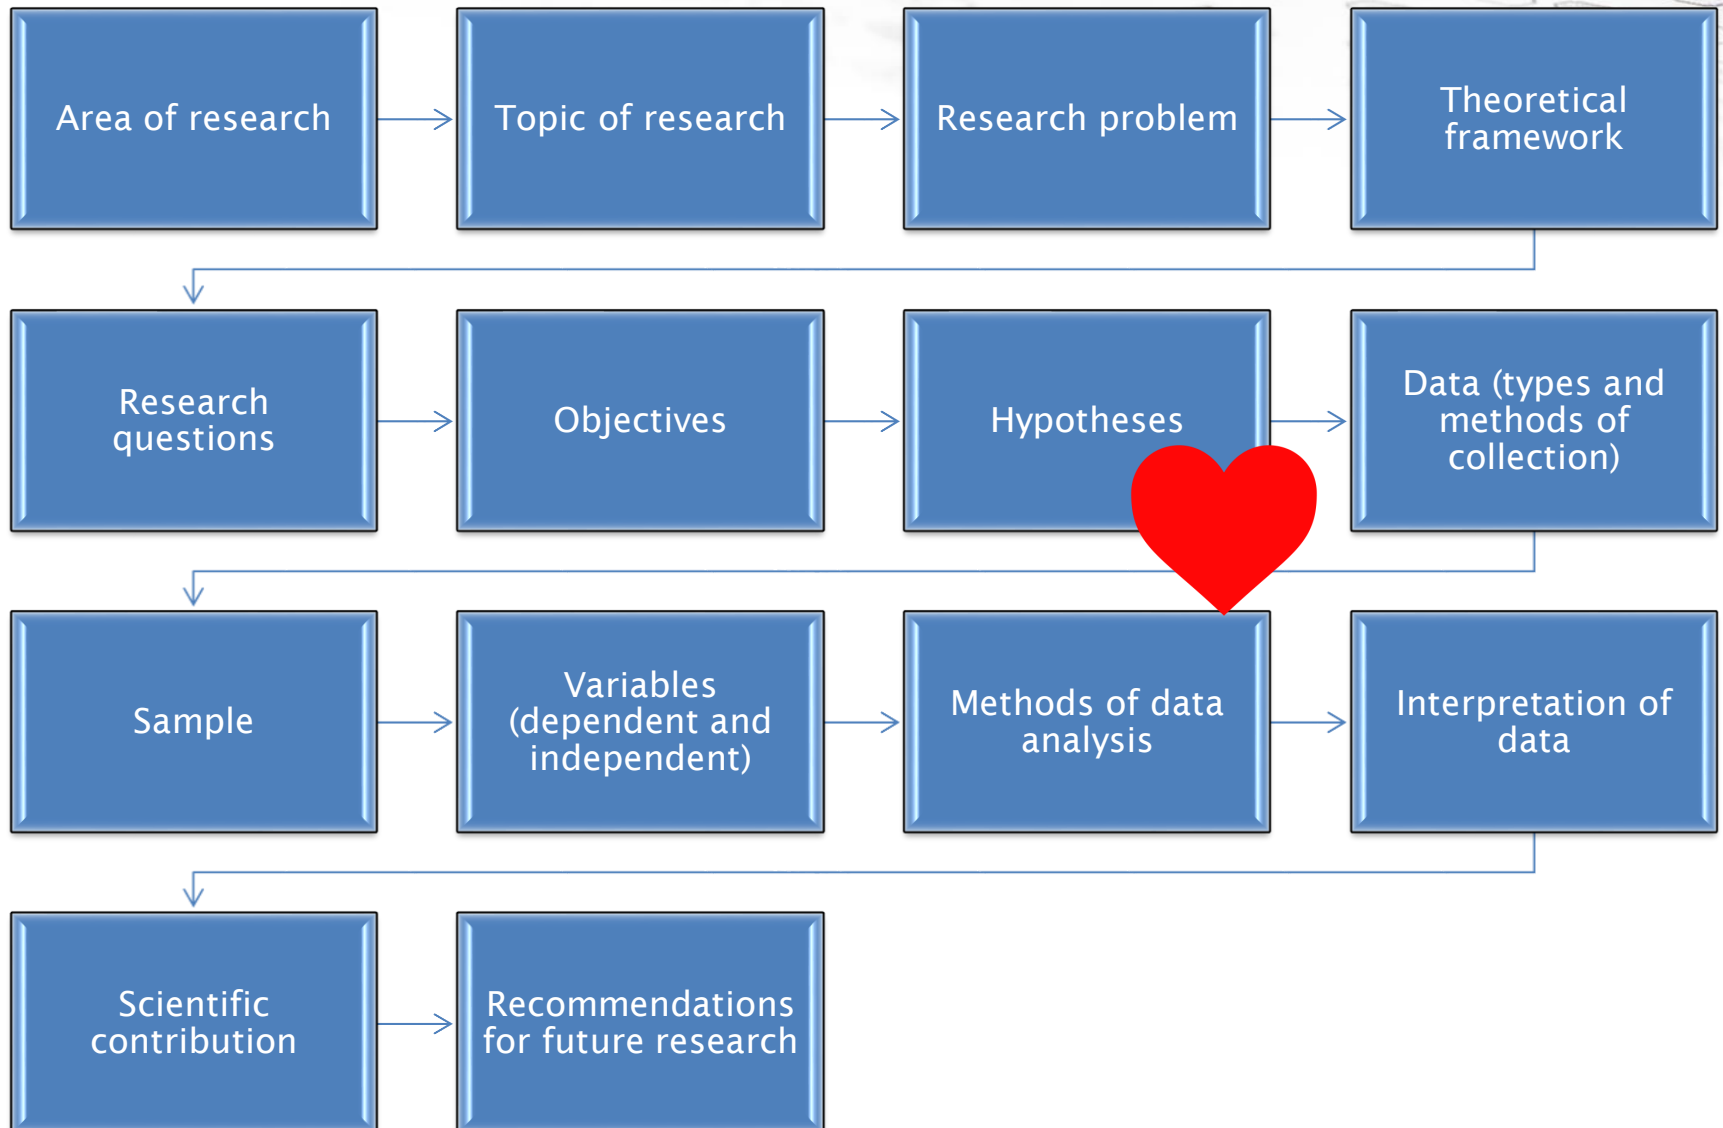 Area of research
Topic of research
Research problem
Theoretical
framework
Research
questions
Objectives
Hypotheses
Data (types and
methods of
collection)
Sample
Variables
(dependent and
independent)
Methods of data
analysis
Interpretation of
data
Scientific
contribution
Recommendations
for future research